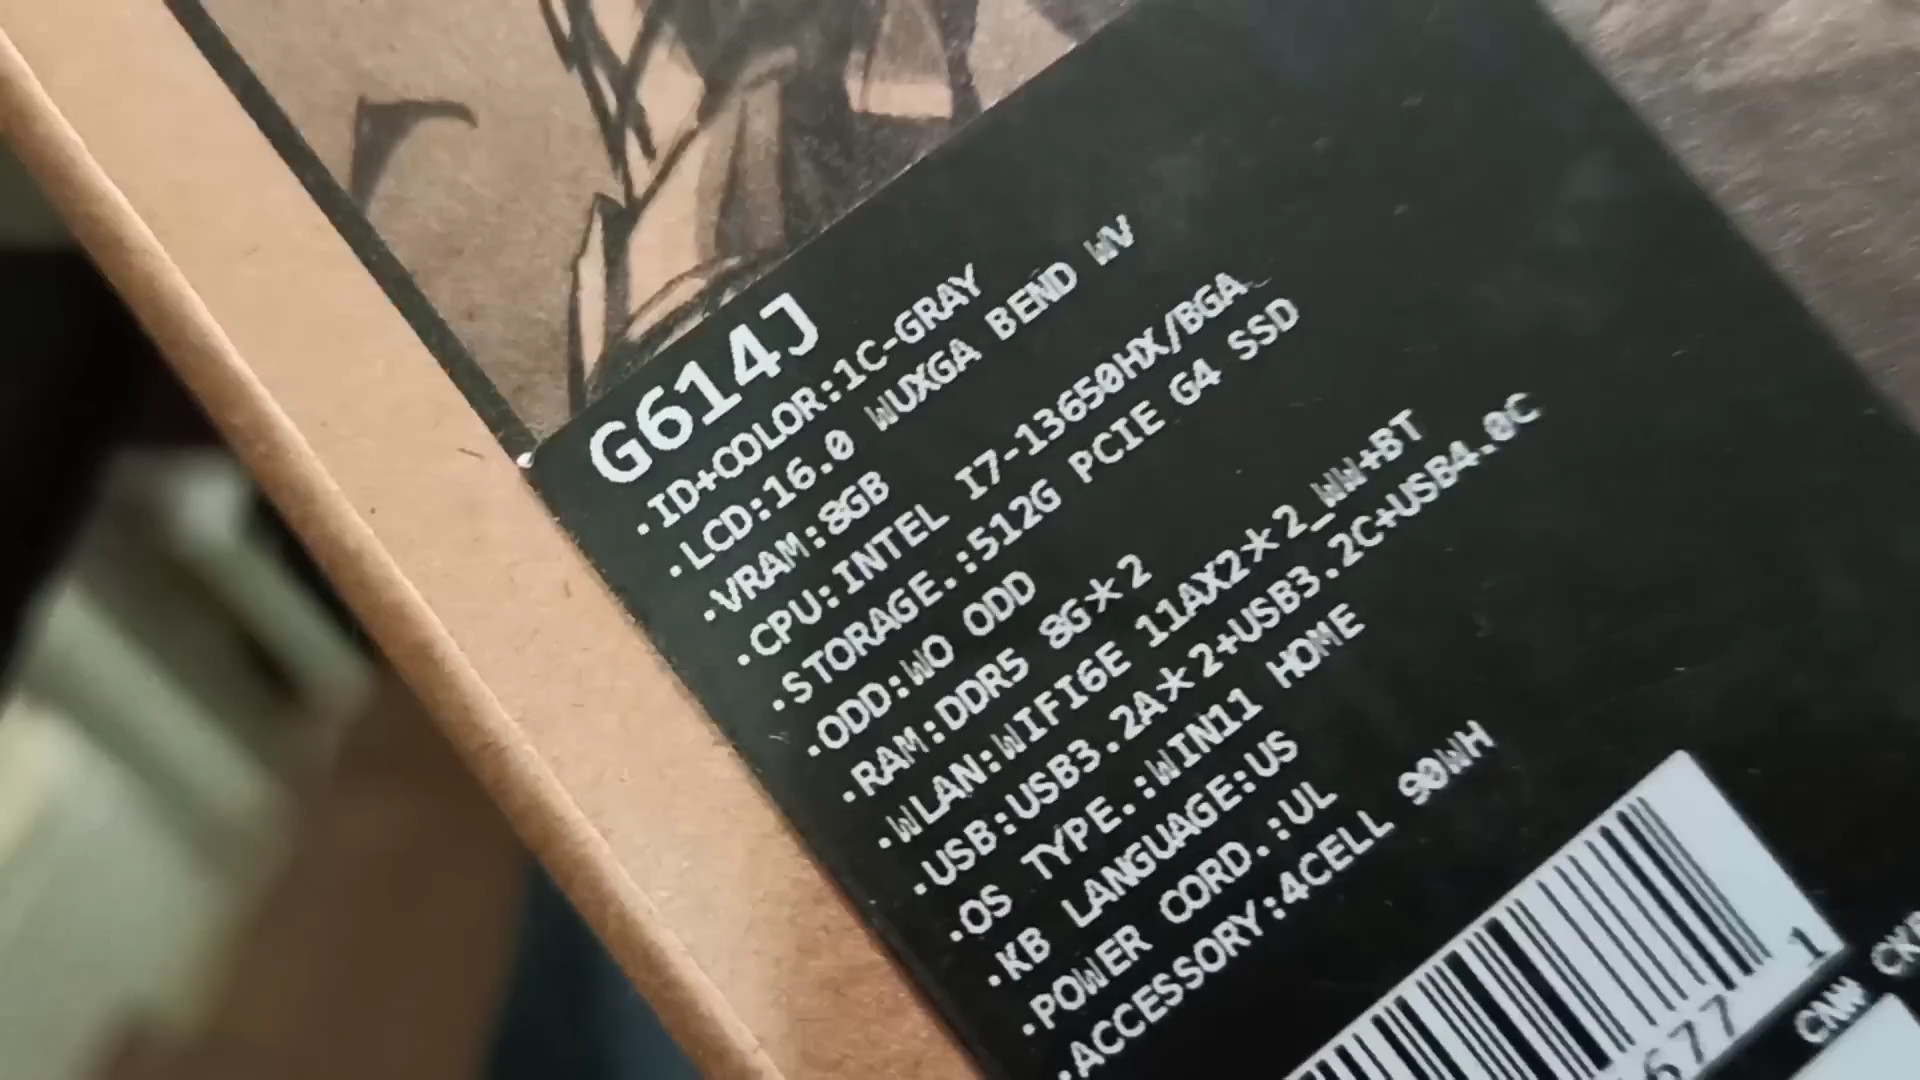 G614J
.ID+COLOR:1C-GRAY
.LCD:16.0 WUXGA BEND WV
.VRAM:8GB
.CPU:INTEL I7-13650HX/BGA
.STORAGE.:512G PCIE G4 SSD
.ODD:WO ODD
.RAM:DDR5 8G*2
.WLAN:WIFI6E 11AX2*2_WW+BT
.USB:USB3.2A*2+USB3.2C+USB4.0C
.OS TYPE.:WIN11 HOME
.KB LANGUAGE:US
.POWER CORD.:UL
.ACCESSORY:4CELL 90WH
677 1
CNW